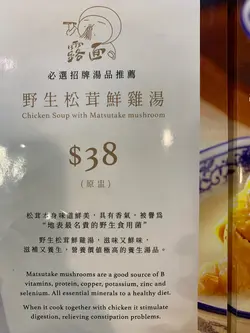 露面
必選招牌湯品推薦
野生松茸鮮雞湯
Chicken Soup with Matsutake mushroom
$38
(原盅)
松茸本身味道鮮美，具有香氣，被譽為
"地表最名貴的野生食用菌"
野生松茸鮮雞湯，滋味又鮮味，
滋補又養生，營養價值極高的養生湯品。
Matsutake mushrooms are a good source of B
vitamins, protein, copper, potassium, zinc and
selenium. All essential minerals to a healthy diet.
When it cook together with chicken it stimulate
digestion, relieving constipation problems.